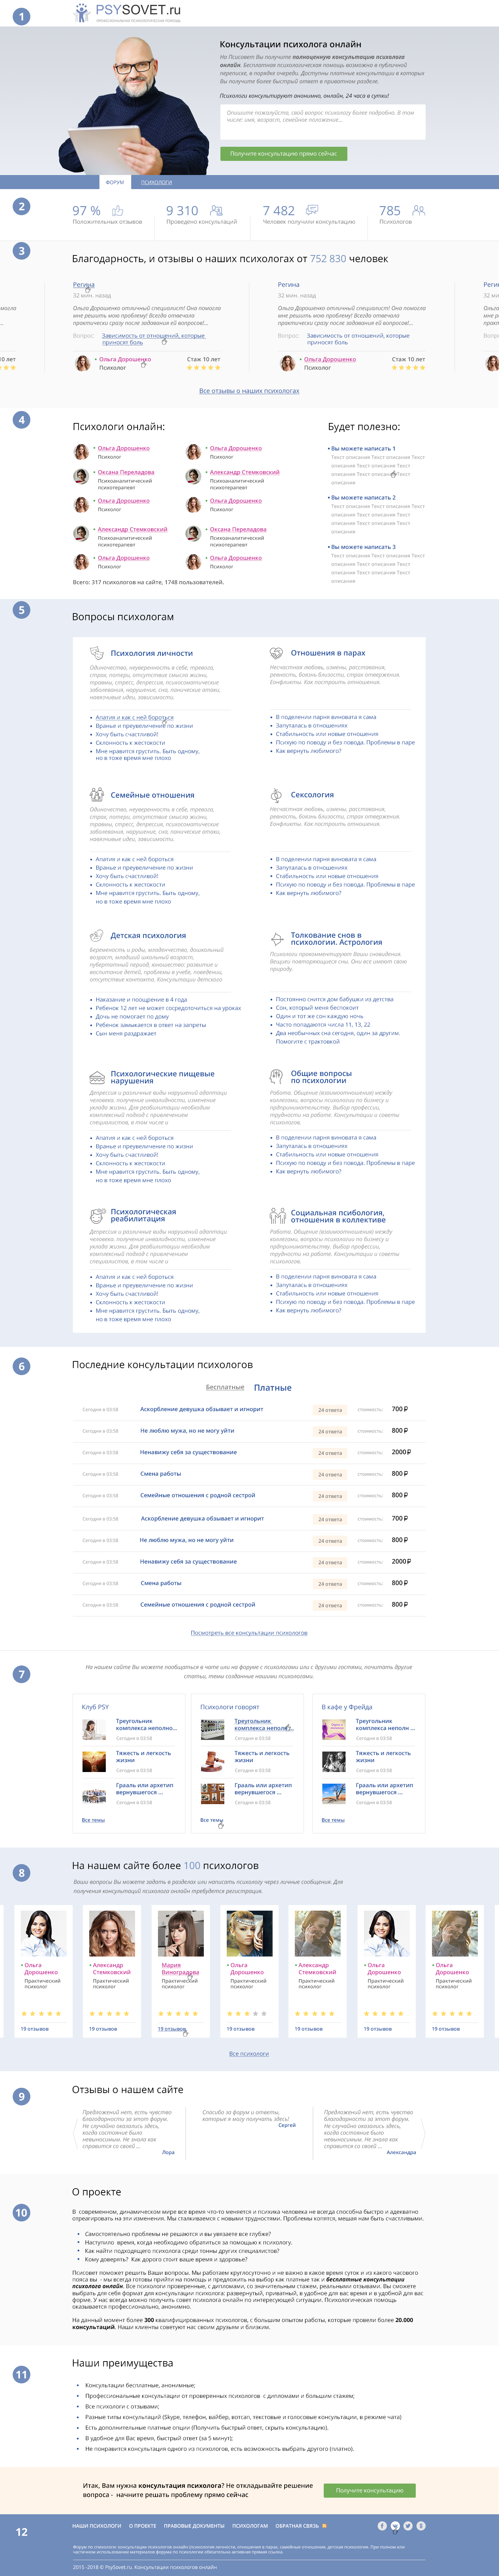 1
PSYSOVET.ru
ПРОФЕССИОНАЛЬНАЯ ПСИХОЛОГИЧЕСКАЯ ПОМОЩЬ
Консультации психолога онлайн
На Псисовет Вы получите полноценную консультацию психолога
онлайн. Бесплатная психологическая помощь возможна в публичной
переписке, в порядке очереди. Доступны платные консультации в которых
Вы получите более быстрый ответ в приватном разделе.
Психологи консультируют анонимно, онлайн, 24 часа в сутки!
Опишите пожалуйста, свой вопрос психологу более подробно. В том
числе: имя, возраст, семейное положение...
Получите консультацию прямо сейчас
ФОРУМ
ПСИХОЛОГИ
2
97 %
Положительных отзывов
9 310
Проведено консультаций
7 482
Человек получили консультацию
785
Психологов
3
Благодарность, и отзывы о наших психологах от 752 830 человек
Регина
32 мин. назад
Ольга Дорошенко отличный специалист! Она помогла
мне решить мою проблему! Всегда отвечала
практически сразу после задавания ей вопросов!...
Вопрос: Зависимость от отношений, которые
приносят боль
Ольга Дорошенко
Психолог
Стаж 10 лет
Регина
32 мин. назад
Ольга Дорошенко отличный специалист! Она помогла
мне решить мою проблему! Всегда отвечала
практически сразу после задавания ей вопросов!...
Вопрос: Зависимость от отношений, которые
приносят боль
Ольга Дорошенко
Психолог
Стаж 10 лет
Все отзывы о наших психологах
4
Психологи онлайн:
Ольга Дорошенко
Психолог
Ольга Дорошенко
Психолог
Оксана Переладова
Психоаналитический
психотерапевт
Александр Стемковский
Психоаналитический
психотерапевт
Ольга Дорошенко
Психолог
Ольга Дорошенко
Психолог
Александр Стемковский
Психоаналитический
психотерапевт
Оксана Переладова
Психоаналитический
психотерапевт
Ольга Дорошенко
Психолог
Ольга Дорошенко
Психолог
Всего: 317 психологов на сайте, 1748 пользователей.
Будет полезно:
Вы можете написать 1
Текст описания Текст описания Текст
описания Текст описания Текст
описания Текст описания Текст
описания
Вы можете написать 2
Текст описания Текст описания Текст
описания Текст описания Текст
описания Текст описания Текст
описания
Вы можете написать 3
Текст описания Текст описания Текст
описания Текст описания Текст
описания Текст описания Текст
описания
5
Вопросы психологам
Психология личности
Одиночество, неуверенность в себе, тревога,
страх, потери, отсутствие смысла жизни,
травмы, стресс, депрессия, психосоматические
заболевания, нарушения, сна, панические атаки,
навязчивые идеи, зависимости.
Апатия и как с ней бороться
Вранье и преувеличение по жизни
Хочу быть счастливой!
Склонность к жестокости
Мне нравится грустить. Быть одному,
но в тоже время мне плохо
Отношения в парах
Несчастная любовь, измены, расставания,
ревность, боязнь близости, страх отвержения.
Конфликты. Как построить отношения.
В поделении парня виновата я сама
Запуталась в отношениях
Стабильность или новые отношения
Психую по поводу и без повода. Проблемы в паре
Как вернуть любимого?
Семейные отношения
Одиночество, неуверенность в себе, тревога,
страх, потери, отсутствие смысла жизни,
травмы, стресс, депрессия, психосоматические
заболевания, нарушения, сна, панические атаки,
навязчивые идеи, зависимости.
Апатия и как с ней бороться
Вранье и преувеличение по жизни
Хочу быть счастливой!
Склонность к жестокости
Мне нравится грустить. Быть одному,
но в тоже время мне плохо
Сексология
Несчастная любовь, измены, расставания,
ревность, боязнь близости, страх отвержения.
Конфликты. Как построить отношения.
В поделении парня виновата я сама
Запуталась в отношениях
Стабильность или новые отношения
Психую по поводу и без повода. Проблемы в паре
Как вернуть любимого?
Детская психология
Беременность и роды, младенчество, дошкольный
возраст, младший школьный возраст,
пубертатный период, юношество: развитие и
воспитание детей, проблемы в учебе, поведении,
отсутствие контакта. Консультации детского
Наказание и поощрение в 4 года
Ребенок 12 лет не может сосредоточиться на уроках
Дочь не помогает по дому
Ребенок замыкается в ответ на запреты
Сын меня раздражает
Толкование снов в
психологии. Астрология
Психологи прокомментируют Ваши сновидения.
Вещими повторяющиеся сны. Они все имеют свою
природу.
Постоянно снится дом бабушки из детства
Сон, который меня беспокоит
Один и тот же сон каждую ночь
Часто попадаются числа 11, 13, 22
Два необычных сна сегодня, один за другим.
Помогите с трактовкой
Психологические пищевые
нарушения
Депрессия и различные виды нарушений адаптации
человека. получение инвалидности, изменение
уклада жизни. Для реабилитации необходим
комплексный подход с привлечением
специалистов, в том числе и
Апатия и как с ней бороться
Вранье и преувеличение по жизни
Хочу быть счастливой!
Склонность к жестокости
Мне нравится грустить. Быть одному,
но в тоже время мне плохо
Общие вопросы
по психологии
Работа. Общение (взаимоотношения) между
коллегами, вопросы психологии по бизнесу и
предпринимательству. Выбор профессии,
трудности на работе. Консультации и советы
психологов.
В поделении парня виновата я сама
Запуталась в отношениях
Стабильность или новые отношения
Психую по поводу и без повода. Проблемы в паре
Как вернуть любимого?
Психологическая
реабилитация
Депрессия и различные виды нарушений адаптации
человека. получение инвалидности, изменение
уклада жизни. Для реабилитации необходим
комплексный подход с привлечением
специалистов, в том числе и
Апатия и как с ней бороться
Вранье и преувеличение по жизни
Хочу быть счастливой!
Склонность к жестокости
Мне нравится грустить. Быть одному,
но в тоже время мне плохо
Социальная псибология,
отношения в коллективе
Работа. Общение (взаимоотношения) между
коллегами, вопросы психологии по бизнесу и
предпринимательству. Выбор профессии,
трудности на работе. Консультации и советы
психологов.
В поделении парня виновата я сама
Запуталась в отношениях
Стабильность или новые отношения
Психую по поводу и без повода. Проблемы в паре
Как вернуть любимого?
6
Последние консультации психологов
Бесплатные Платные
Сегодня в 03:58 Аскорбление девушка обзывает и игнорит 24 ответа стоимость: 700 ₽
Сегодня в 03:58 Не люблю мужа, но не могу уйти 24 ответа стоимость: 800 ₽
Сегодня в 03:58 Ненавижу себя за существование 24 ответа стоимость: 2000 ₽
Сегодня в 03:58 Смена работы 24 ответа стоимость: 800 ₽
Сегодня в 03:58 Семейные отношения с родной сестрой 24 ответа стоимость: 800 ₽
Сегодня в 03:58 Аскорбление девушка обзывает и игнорит 24 ответа стоимость: 700 ₽
Сегодня в 03:58 Не люблю мужа, но не могу уйти 24 ответа стоимость: 800 ₽
Сегодня в 03:58 Ненавижу себя за существование 24 ответа стоимость: 2000 ₽
Сегодня в 03:58 Смена работы 24 ответа стоимость: 800 ₽
Сегодня в 03:58 Семейные отношения с родной сестрой 24 ответа стоимость: 800 ₽
Посмотреть все консультации психологов
7
На нашем сайте Вы можете пообщаться в чате или на форуме с психологами или с другими гостями, почитать другие
статьи, темы созданные нашими психологами.
Клуб PSY
Треугольник
комплекса неполно...
Сегодня в 03:58
Тяжесть и легкость
жизни
Сегодня в 03:58
Грааль или архетип
вернувшегося ...
Сегодня в 03:58
Все темы
Психологи говорят
Треугольник
комплекса неполн...
Сегодня в 03:58
Тяжесть и легкость
жизни
Сегодня в 03:58
Грааль или архетип
вернувшегося ...
Сегодня в 03:58
Все темы
В кафе у Фрейда
Треугольник
комплекса неполн ...
Сегодня в 03:58
Тяжесть и легкость
жизни
Сегодня в 03:58
Грааль или архетип
вернувшегося ...
Сегодня в 03:58
Все темы
8
На нашем сайте более 100 психологов
Ваши вопросы Вы можете задать в разделах или написать психологу через личные сообщения. Для
получения консультаций психолога онлайн требуется регистрация.
Ольга
Дорошенко
Практический
психолог
19 отзывов
Александр
Стемковский
Практический
психолог
19 отзывов
Мария
Виноградова
Практический
психолог
19 отзывов
Ольга
Дорошенко
Практический
психолог
19 отзывов
Александр
Стемковский
Практический
психолог
19 отзывов
Ольга
Дорошенко
Практический
психолог
19 отзывов
Ольга
Дорошенко
Практический
психолог
19 отзывов
Все психологи
9
Отзывы о нашем сайте
Предложений нет, есть чувство
благодарности за этот форум.
Не случайно оказались здесь,
когда состояние было
невыносимым. Не знала как
справится со своей ...
Лора
Спасибо за форум и ответы,
которые я могу получать здесь!
Сергей
Предложений нет, есть чувство
благодарности за этот форум.
Не случайно оказались здесь,
когда состояние было
невыносимым. Не знала как
справится со своей ...
Александра
10
О проекте
В современном, динамическом мире все время что-то меняется и психика человека не всегда способна быстро и адекватно
отреагировать на эти изменения. Мы сталкиваемся с новыми трудностями. Проблемы копятся, мешая нам быть счастливыми.
Самостоятельно проблемы не решаются и вы увязаете все глубже?
Наступило время, когда необходимо обратиться за помощью к психологу.
Как найти подходящего психолога среди тонны других специалистов?
Кому доверять? Как дорого стоит ваше время и здоровье?
Псисовет поможет решить Ваши вопросы. Мы работаем круглосуточно и не важно в какое время суток и из какого часового
пояса вы - мы всегда готовы прийти на помощь и предложить на выбор как платные так и бесплатные консультации
психолога онлайн. Все психологи проверенные, с дипломами, со значительным стажем, реальными отзывами. Вы сможете
выбрать для себя формат для консультации психолога: развернутый, приватный, в удобное для вас время и в удобной для вас
форме. У нас всегда можно получить совет психолога онлайн по интересующей ситуации. Психологическая помощь
оказывается профессионально, анонимно.
На данный момент более 300 квалифицированных психологов, с большим опытом работы, которые провели более 20.000
консультаций. Наши клиенты советуют нас своим друзьям и близким.
11
Наши преимущества
Консультации бесплатные, анонимные;
Профессиональные консультации от проверенных психологов с дипломами и большим стажем;
Все психологи с отзывами;
Разные типы консультаций (Skype, телефон, вайбер, вотсап, текстовые и голосовые консультации, в режиме чата)
Есть дополнительные платные опции (Получить быстрый ответ, скрыть консультацию).
В удобное для Вас время, быстрый ответ (за 5 минут);
Не понравится консультация одного из психологов, есть возможность выбрать другого (платно).
Итак, Вам нужна консультация психолога? Не откладывайте решение
вопроса - начните решать проблему прямо сейчас
Получите консультацию
12
НАШИ ПСИХОЛОГИ О ПРОЕКТЕ ПРАВОВЫЕ ДОКУМЕНТЫ ПСИХОЛОГАМ ОБРАТНАЯ СВЯЗЬ
2015 -2018 © PsySovet.ru. Консультации психологов онлайн